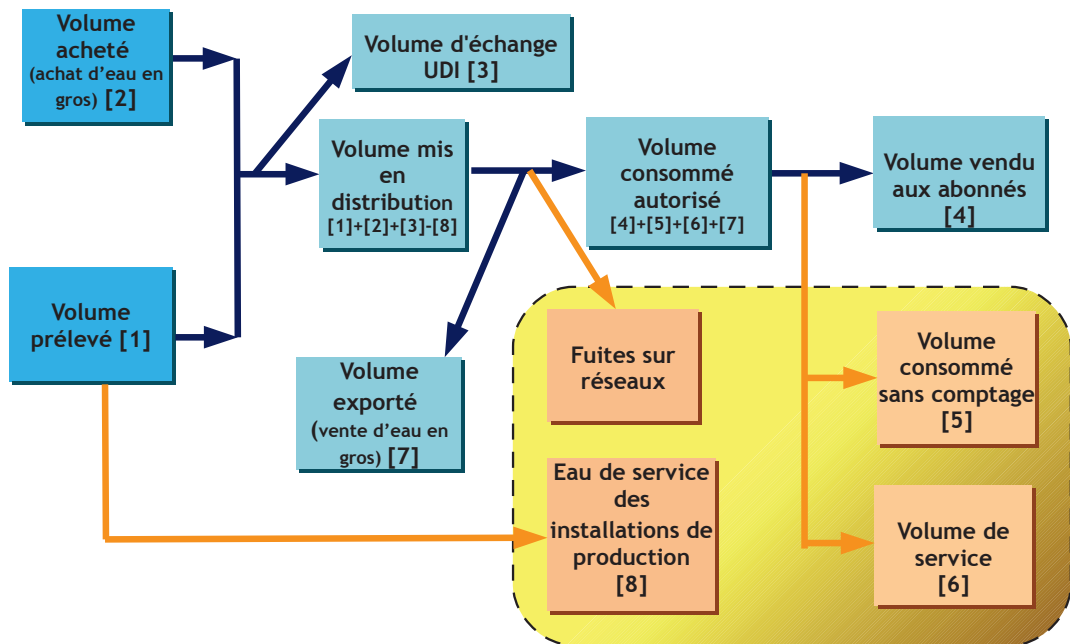 Volume
acheté
(achat d’eau en
gros) [2]
Volume d'échange
UDI [3]
Volume mis
en
distribution
[1]+[2]+[3]-[8]
Volume
consommé
autorisé
[4]+[5]+[6]+[7]
Volume vendu
aux abonnés
[4]
Volume
prélevé [1]
Volume
exporté
(vente d’eau en
gros) [7]
Fuites sur
réseaux
Volume
consommé
sans comptage
[5]
Eau de service
des
installations de
production
[8]
Volume de
service
[6]